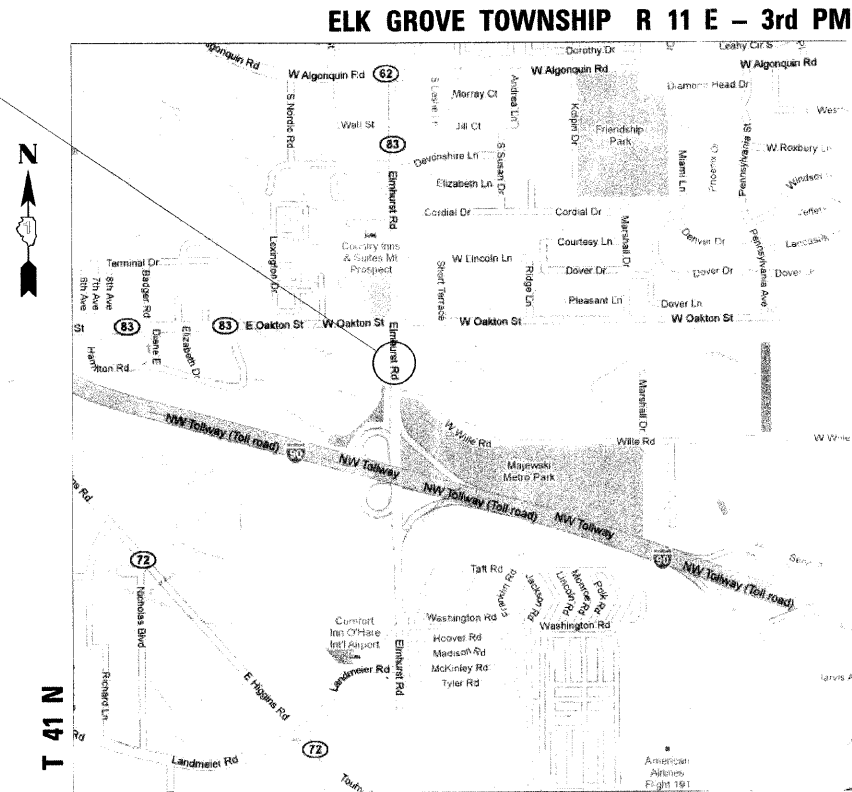 ELK GROVE TOWNSHIP R 11 E – 3rd PM
Dorothy Dr
Leahy Cir S
W Algonquin Rd
W Algonquin Rd
W Algonquin Rd
62
Diamond Head Dr
S Nordic Rd
Morray Ct
Andrea Ln
Kolpin Dr
Wall St
Jill Ct
Friendship
Park
Pennsylvania St
83
N
W Roxbury Ln
Devonshire Ln
S Susan Dr
Miami Ln
Elmhurst Rd
Elizabeth Ln
Cordial Dr
Cordial Dr
Country Inns
& Suites Mt
Prospect
Lexington Dr
Courtesy Ln
Marshall Dr
Denver Dr
Pennsylvania Ave
Terminal Dr
W Lincoln Ln
Short Terrace
Ridge Ln
Dover Dr
Dover Dr
6th Ave
7th Ave
8th Ave
Badger Rd
Pleasant Ln
Dover Ln
St
83
83
E Oakton St
W Oakton St
W Oakton St
W Oakton St
Elmhurst Rd
Diane E
Elizabeth Dr
Hamilton Rd
Marshall Dr
NW Tollway (Toll road)
90
NW Tollway
W Wille Rd
Wille Rd
Majewski
Metro Park
NW Tollway (Toll road)
NW Tollway
90
NW Tollway (Toll road)
72
Taft Rd
Franklin Rd
Jackson Rd
Lincoln Rd
Monroe Rd
Polk Rd
Nicholas Blvd
Washington Rd
Washington Rd
Comfort
Inn O'Hare
Int'l Airport
Hoover Rd
Madison Rd
McKinley Rd
Tyler Rd
Elmhurst Rd
Landmeier Rd
E Higgins Rd
Richard Ln
T 41 N
Rd
Landmeier Rd
72
American
Airlines
Flight 191